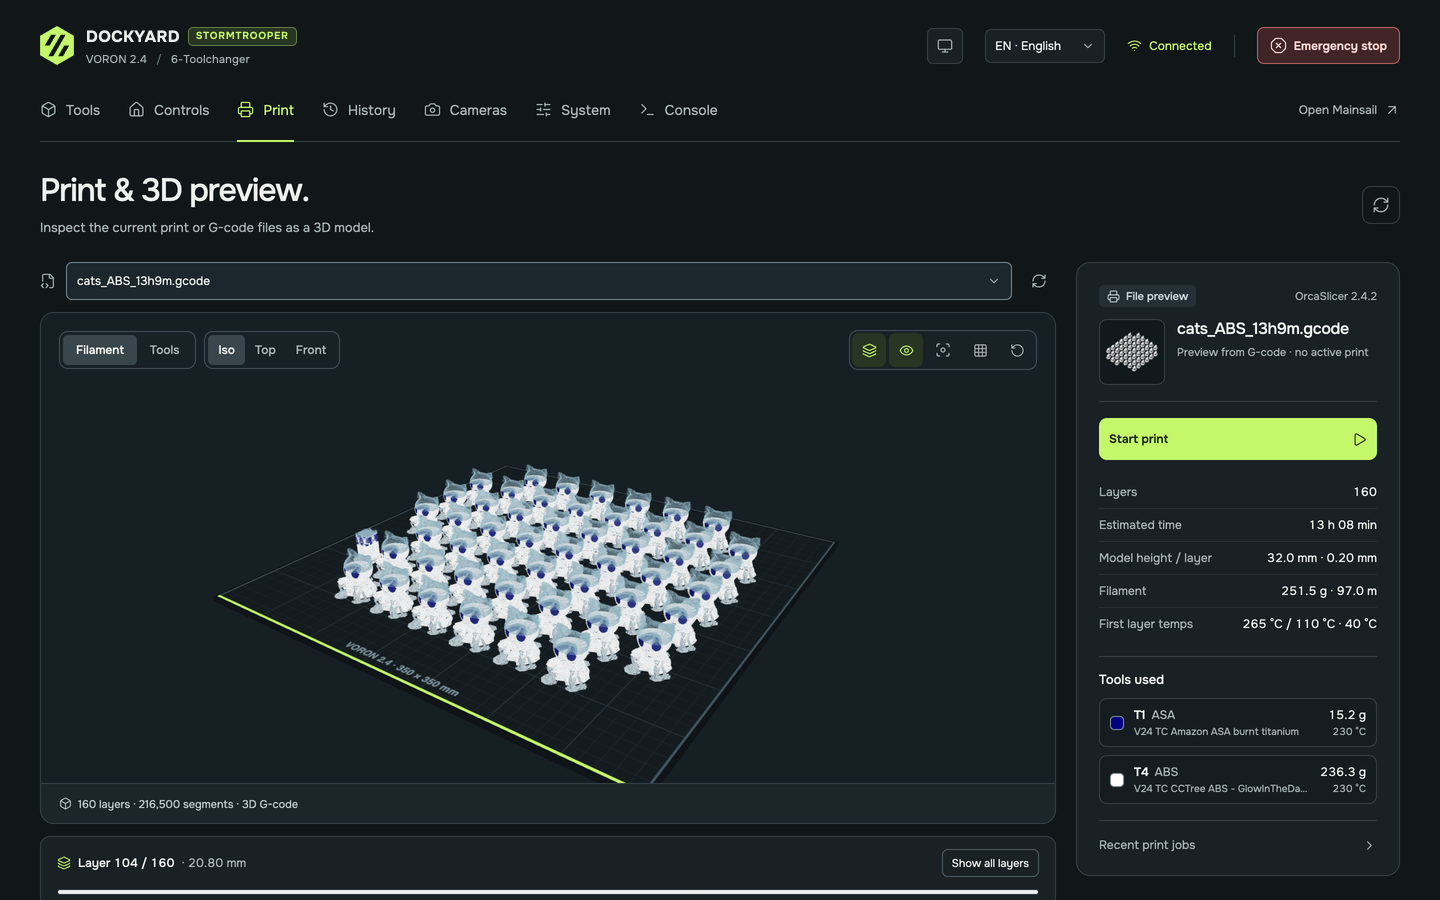 DOCKYARD STORMTROOPER
VORON 2.4 / 6-Toolchanger
EN · English
Connected
Emergency stop
Tools
Controls
Print
History
Cameras
System
Console
Open Mainsail
Print & 3D preview.
Inspect the current print or G-code files as a 3D model.
cats_ABS_13h9m.gcode
Filament
Tools
Iso
Top
Front
VORON 2.4 · 350 x 350 mm
160 layers · 216,500 segments · 3D G-code
Layer 104 / 160 · 20.80 mm
Show all layers
File preview
OrcaSlicer 2.4.2
cats_ABS_13h9m.gcode
Preview from G-code · no active print
Start print
Layers 160
Estimated time 13 h 08 min
Model height / layer 32.0 mm · 0.20 mm
Filament 251.5 g · 97.0 m
First layer temps 265 °C / 110 °C · 40 °C
Tools used
T1 ASA 15.2 g
V24 TC Amazon ASA burnt titanium 230 °C
T4 ABS 236.3 g
V24 TC CCTree ABS - GlowInTheDa... 230 °C
Recent print jobs